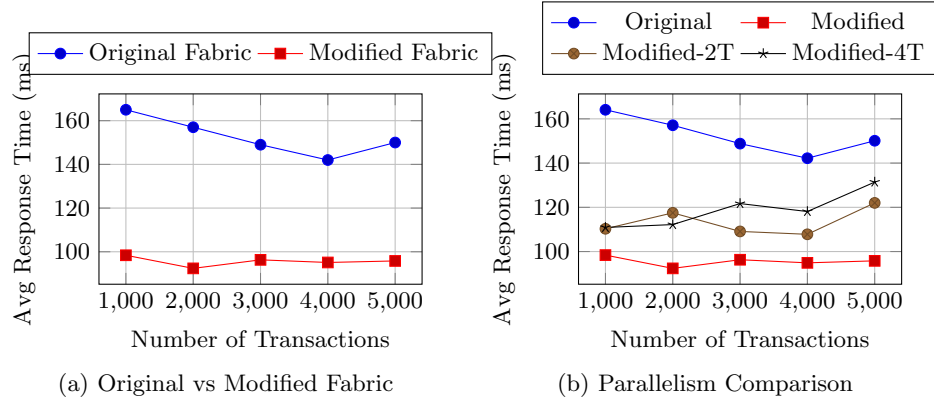 Original Fabric Modified Fabric
Avg Response Time (ms)
160
140
120
100
1,000 2,000 3,000 4,000 5,000
Number of Transactions
(a) Original vs Modified Fabric
Original Modified
Modified-2T Modified-4T
Avg Response Time (ms)
160
140
120
100
1,000 2,000 3,000 4,000 5,000
Number of Transactions
(b) Parallelism Comparison